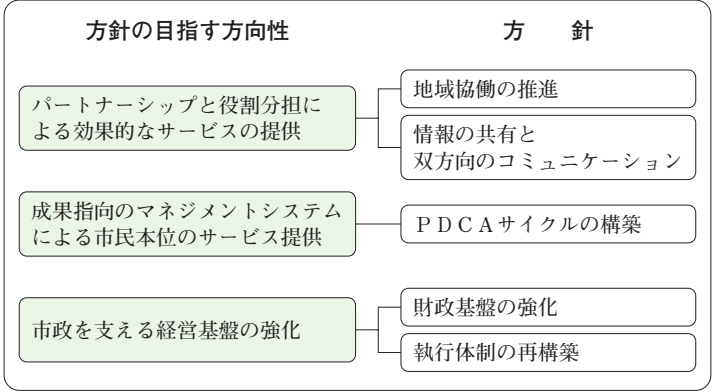 方針の目指す方向性
方　　針
パートナーシップと役割分担に
よる効果的なサービスの提供
地域協働の推進
情報の共有と
双方向のコミュニケーション
成果指向のマネジメントシステム
による市民本位のサービス提供
ＰＤＣＡサイクルの構築
市政を支える経営基盤の強化
財政基盤の強化
執行体制の再構築